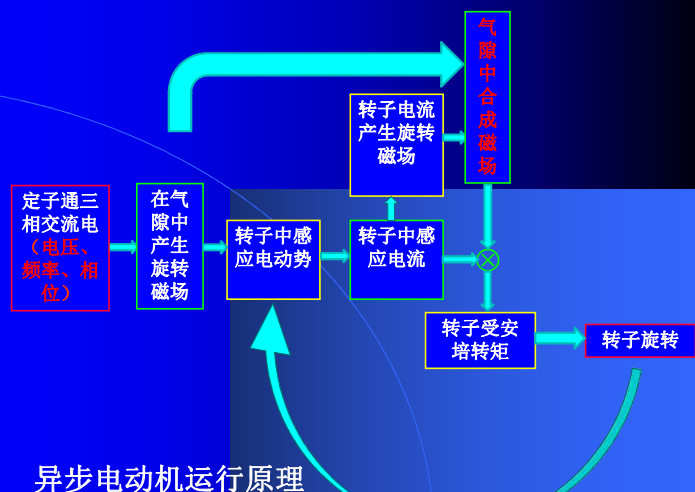 定子通三
相交流电
（电压、
频率、相
位）
在气
隙中
产生
旋转
磁场
转子中感
应电动势
转子中感
应电流
转子电流
产生旋转
磁场
气
隙
中
合
成
磁
场
转子受安
培转矩
转子旋转
异步电动机运行原理